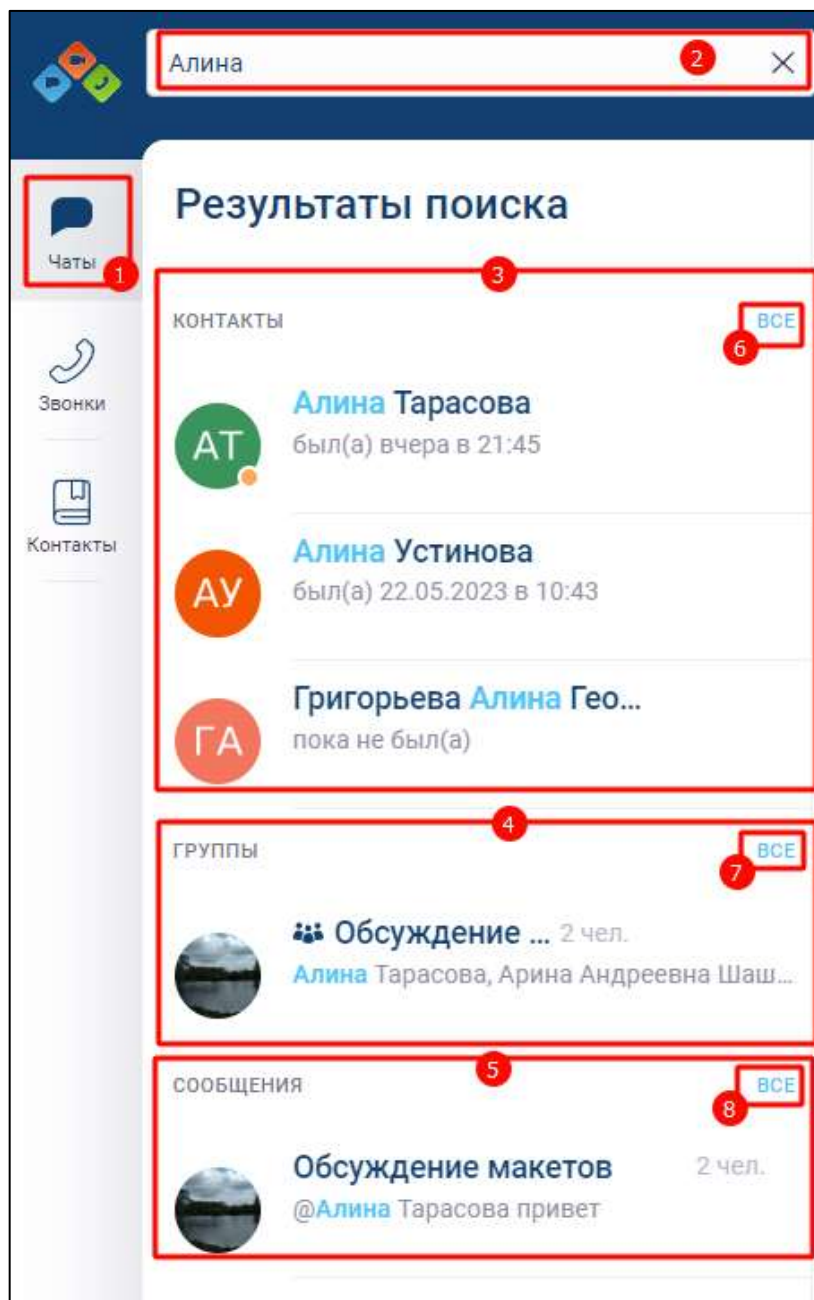 Алина
2
Чаты
1
Звонки
Контакты
Результаты поиска
3
КОНТАКТЫ
ВСЕ
6
АТ
Алина Тарасова
был(а) вчера в 21:45
АУ
Алина Устинова
был(а) 22.05.2023 в 10:43
ГА
Григорьева Алина Гео...
пока не был(а)
4
ГРУППЫ
ВСЕ
7
Обсуждение ... 2 чел.
Алина Тарасова, Арина Андреевна Шаш...
5
СООБЩЕНИЯ
ВСЕ
8
Обсуждение макетов 2 чел.
@Алина Тарасова привет